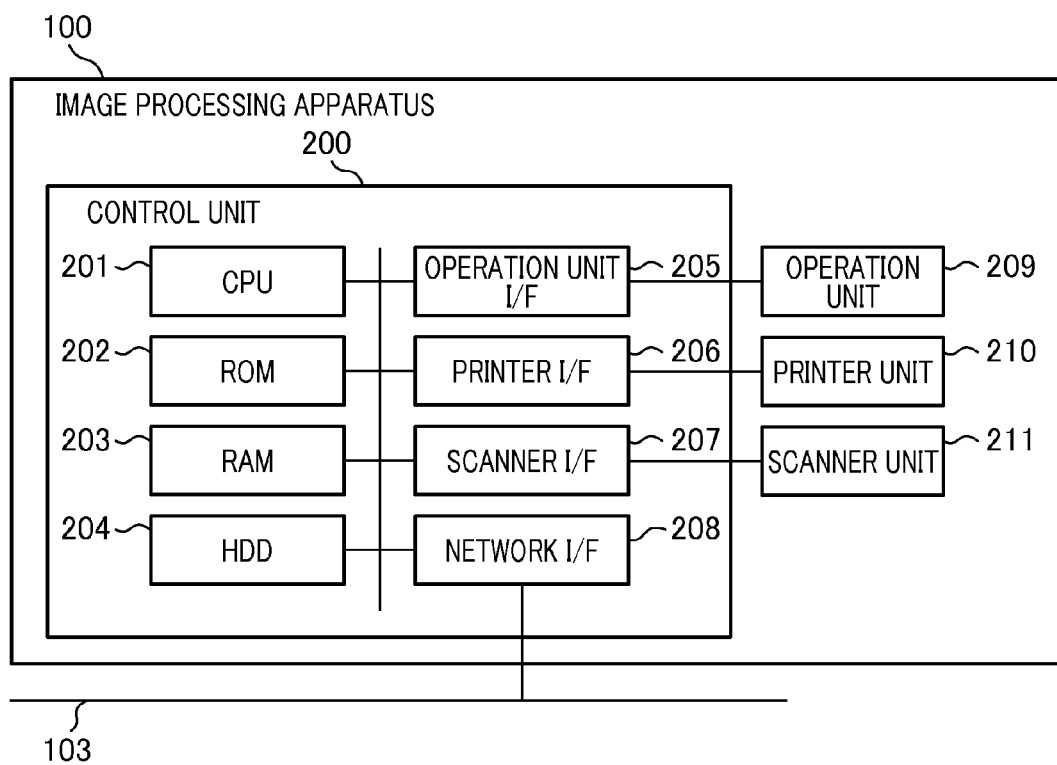 100
IMAGE PROCESSING APPARATUS
200
CONTROL UNIT
201
CPU
OPERATION UNIT
I/F
205
OPERATION
UNIT
209
202
ROM
PRINTER I/F
206
PRINTER UNIT
210
203
RAM
SCANNER I/F
207
SCANNER UNIT
211
204
HDD
NETWORK I/F
208
103